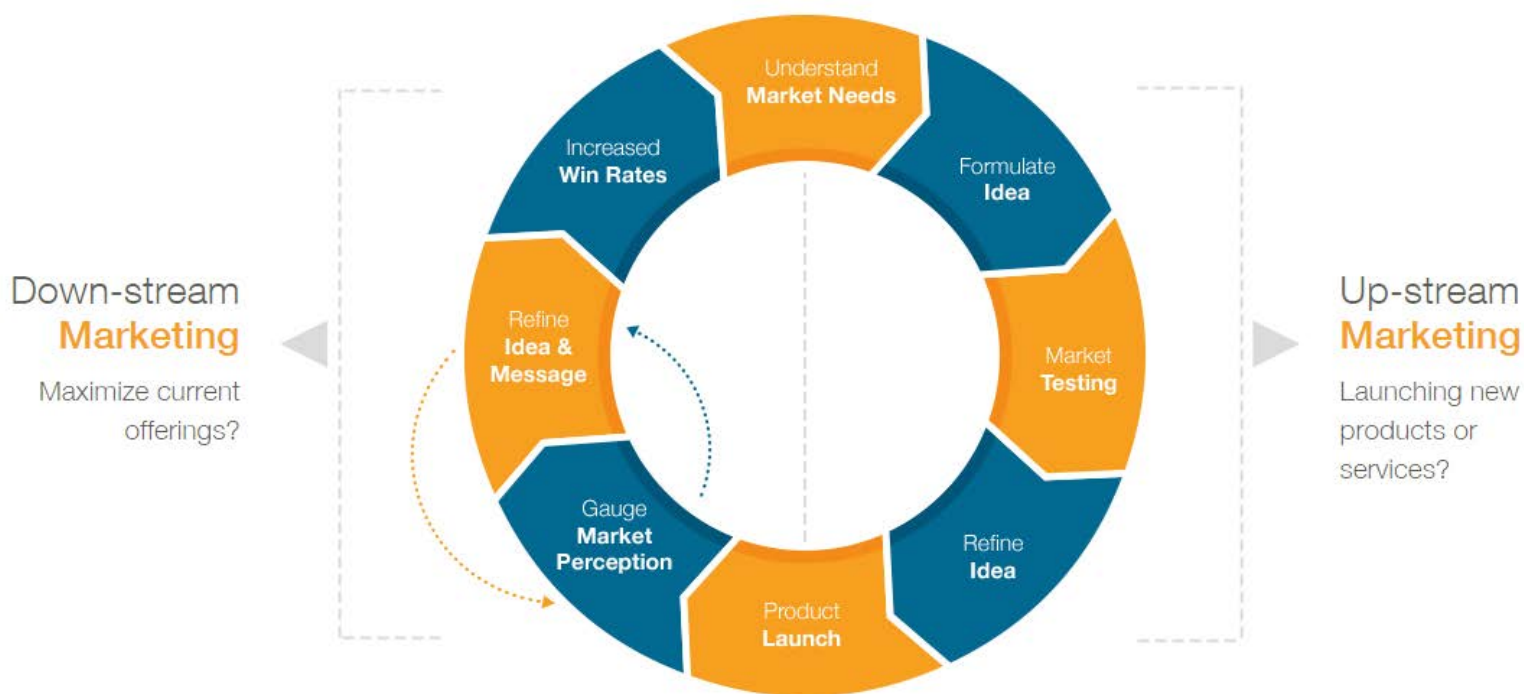 Understand
Market Needs
Formulate
Idea
Market
Testing
Refine
Idea
Product
Launch
Gauge
Market
Perception
Refine
Idea &
Message
Increased
Win Rates
Down-stream
Marketing
Maximize current
offerings?
Up-stream
Marketing
Launching new
products or
services?